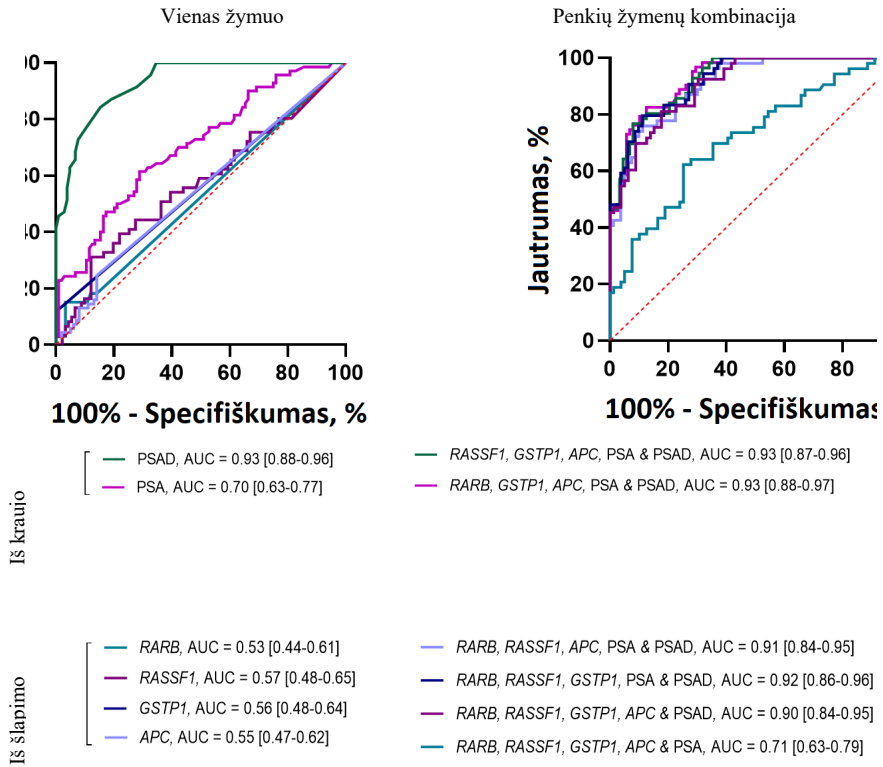 Vienas žymuo
Penkių žymenų kombinacija
00
80
60
40
20
0
0 20 40 60 80 100
100% - Specifiškumas, %
Jautrumas, %
100
80
60
40
20
0
0 20 40 60 80
100% - Specifiškumas
Iš kraujo
PSAD, AUC = 0.93 [0.88-0.96]
PSA, AUC = 0.70 [0.63-0.77]
RASSF1, GSTP1, APC, PSA & PSAD, AUC = 0.93 [0.87-0.96]
RARB, GSTP1, APC, PSA & PSAD, AUC = 0.93 [0.88-0.97]
Iš šlapimo
RARB, AUC = 0.53 [0.44-0.61]
RASSF1, AUC = 0.57 [0.48-0.65]
GSTP1, AUC = 0.56 [0.48-0.64]
APC, AUC = 0.55 [0.47-0.62]
RARB, RASSF1, APC, PSA & PSAD, AUC = 0.91 [0.84-0.95]
RARB, RASSF1, GSTP1, PSA & PSAD, AUC = 0.92 [0.86-0.96]
RARB, RASSF1, GSTP1, APC & PSAD, AUC = 0.90 [0.84-0.95]
RARB, RASSF1, GSTP1, APC & PSA, AUC = 0.71 [0.63-0.79]